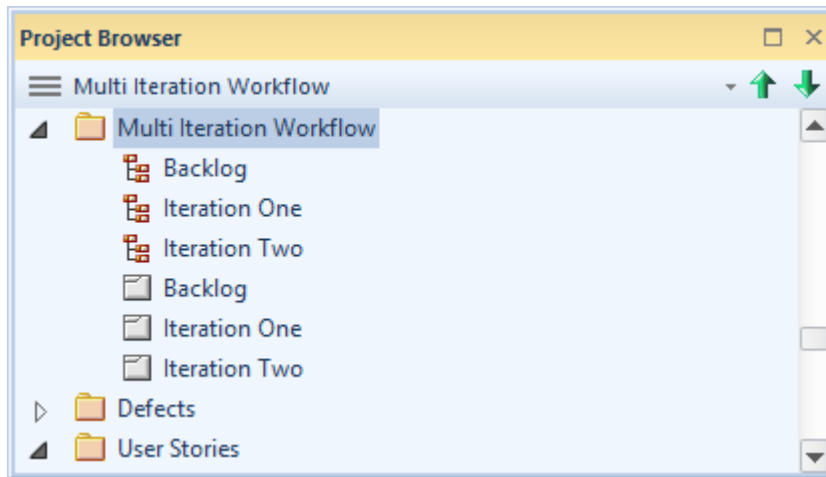 Project Browser
Multi Iteration Workflow
Multi Iteration Workflow
Backlog
Iteration One
Iteration Two
Backlog
Iteration One
Iteration Two
Defects
User Stories